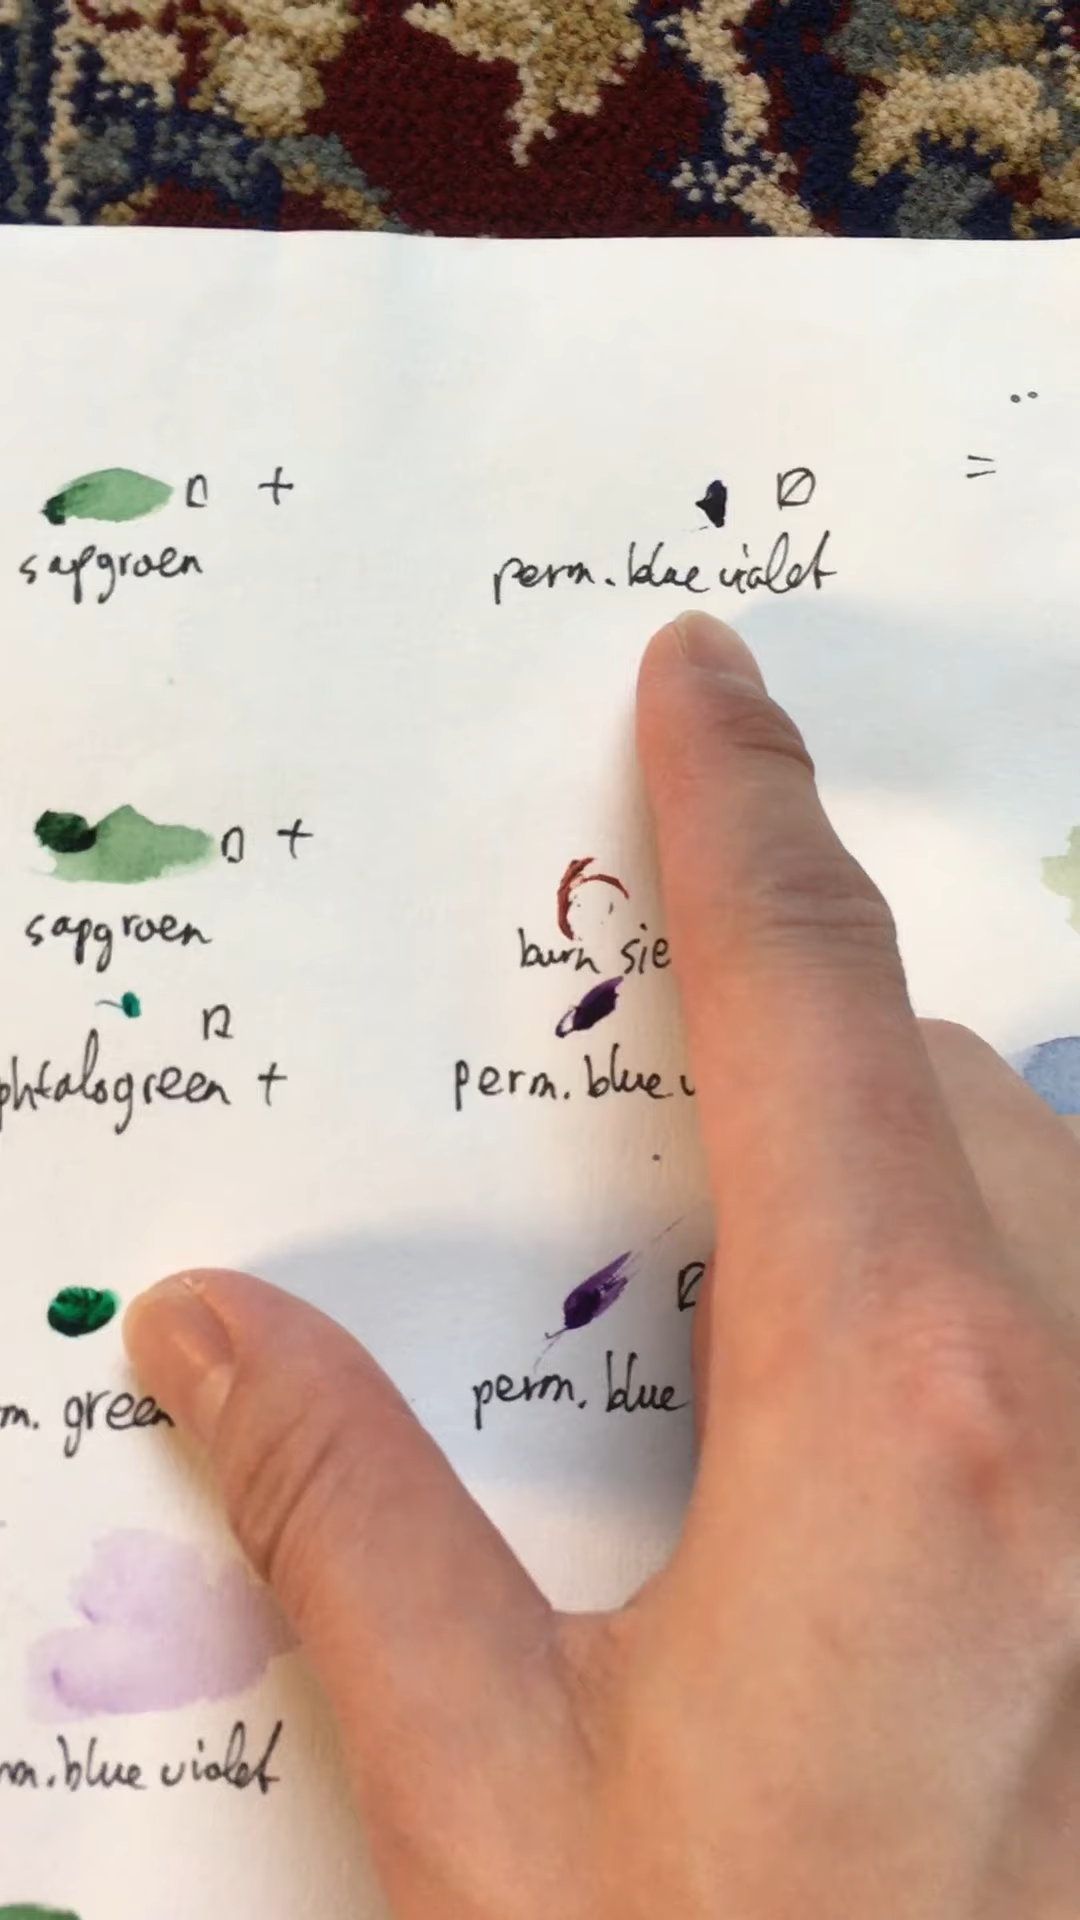 + =
sapgroen perm. blue violet
+
sapgroen burn sie
phtalogreen + perm. blue v
m. green perm. blue
m. blue violet